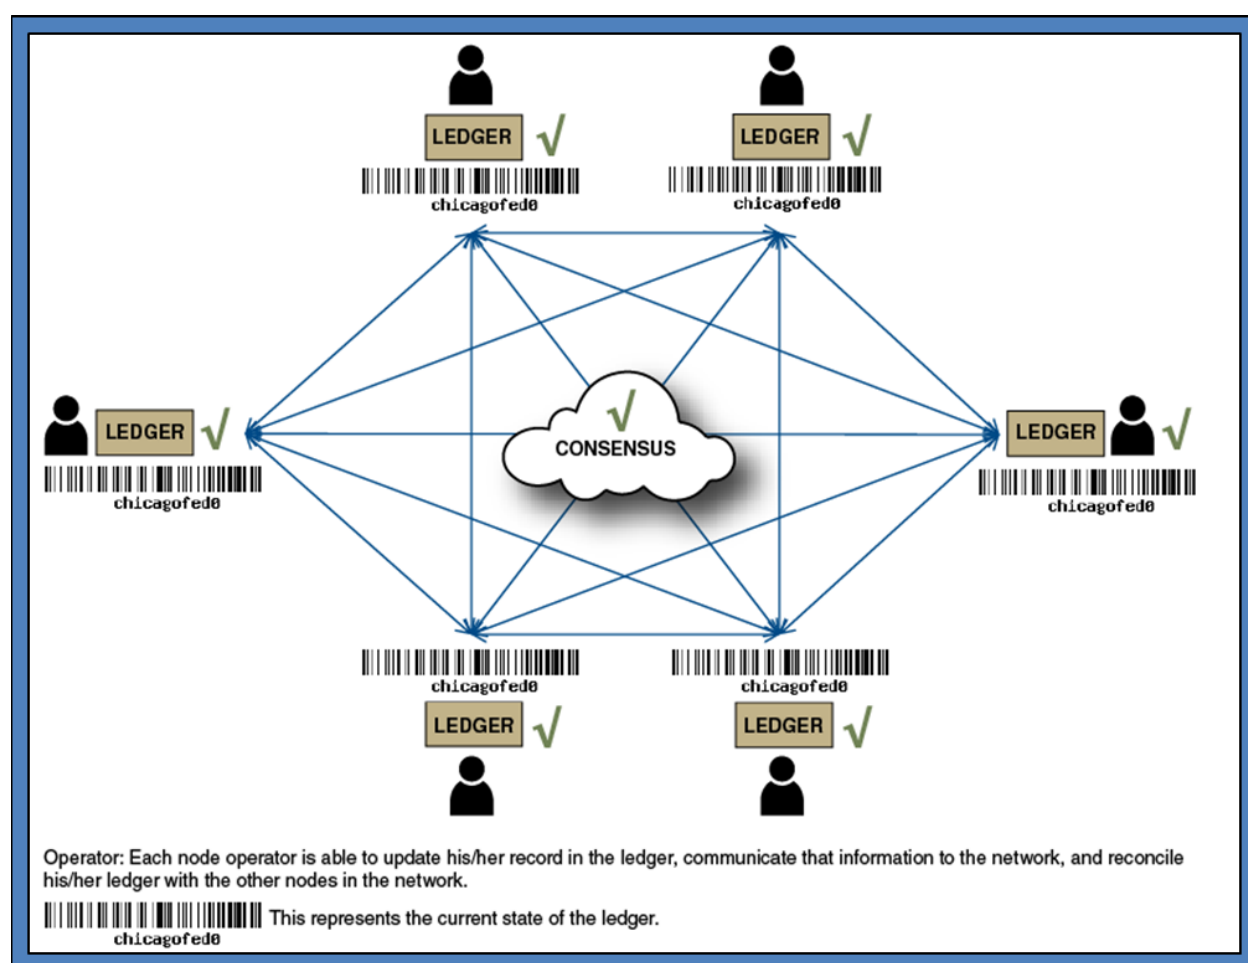 LEDGER √
LEDGER √
chicagofed0
chicagofed0
√
LEDGER √
CONSENSUS
LEDGER √
chicagofed0
chicagofed0
chicagofed0
chicagofed0
LEDGER √
LEDGER √
Operator: Each node operator is able to update his/her record in the ledger, communicate that information to the network, and reconcile
his/her ledger with the other nodes in the network.
This represents the current state of the ledger.
chicagofed0